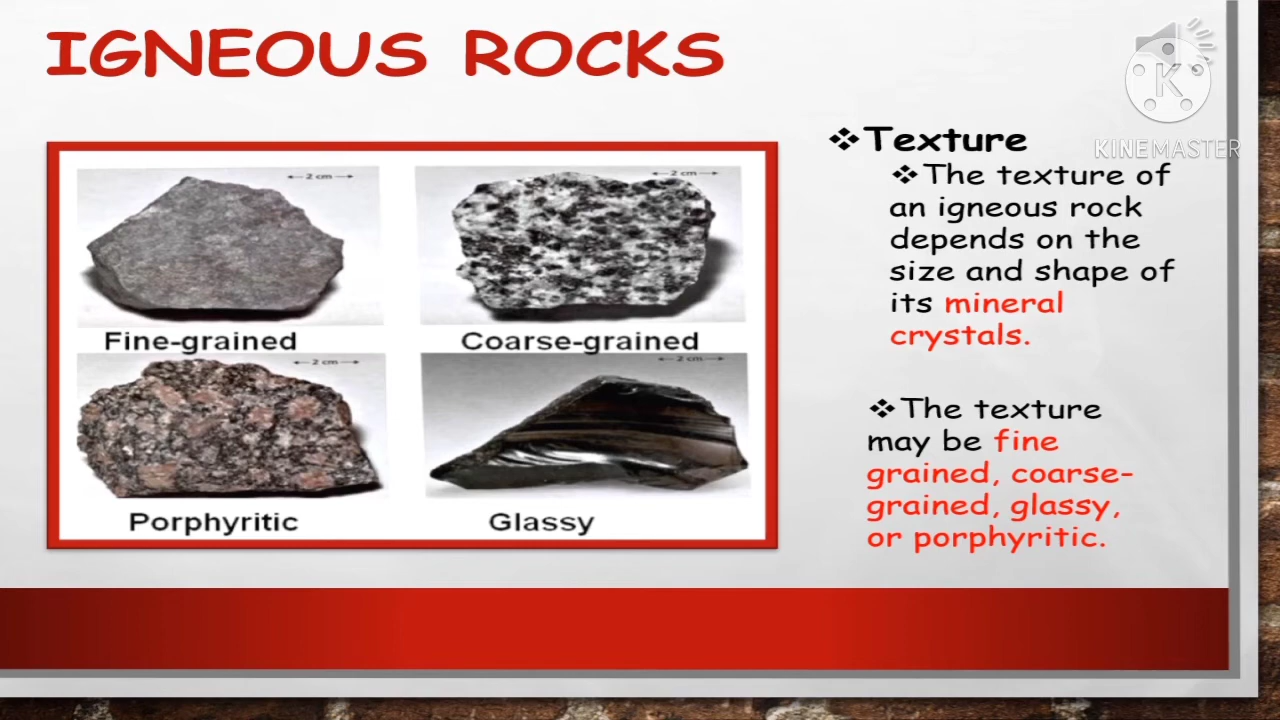 IGNEOUS ROCKS
K
KINEMASTER
2 cm
2 cm
Fine-grained
Coarse-grained
2 cm
2 cm
Porphyritic
Glassy
❖Texture
❖The texture of
an igneous rock
depends on the
size and shape of
its mineral
crystals.
❖The texture
may be fine
grained, coarse-
grained, glassy,
or porphyritic.